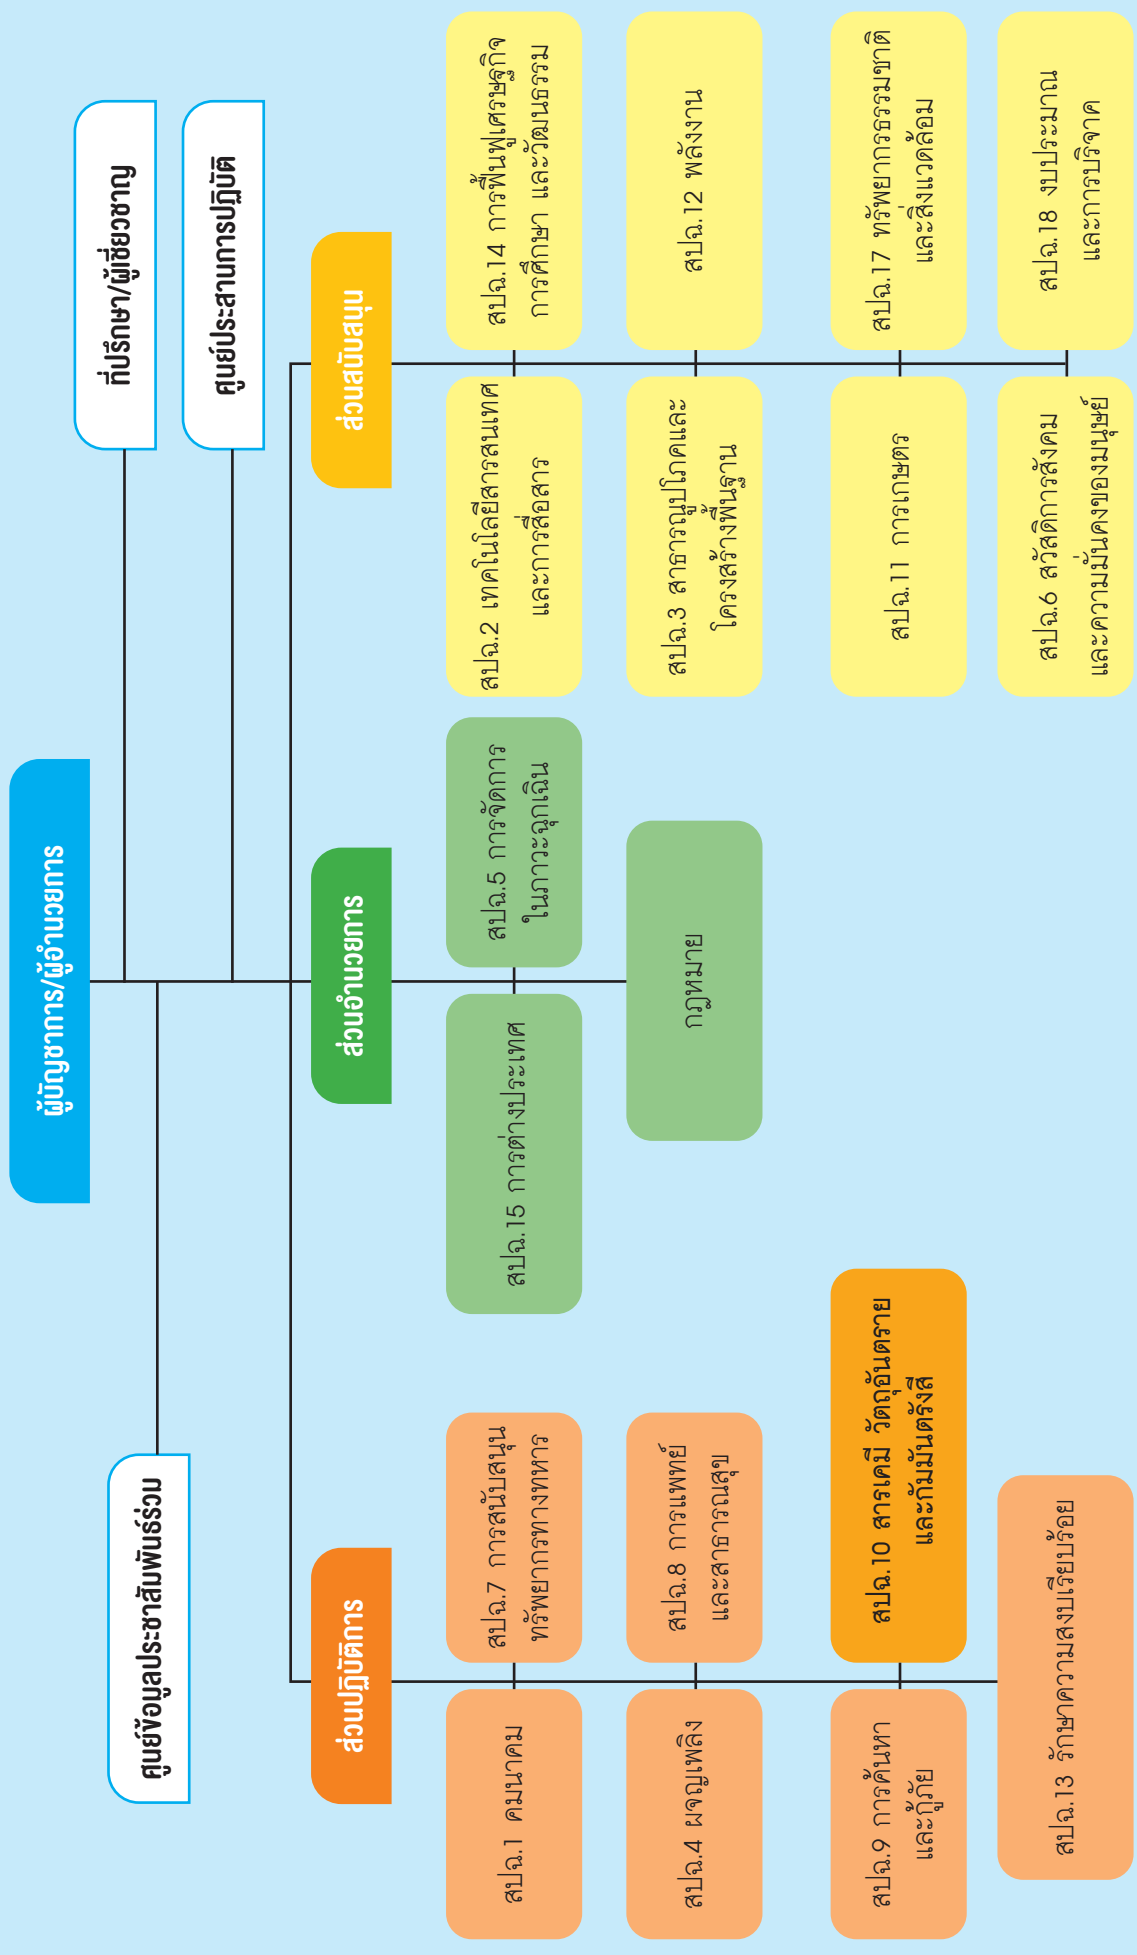 ผู้บัญชาการ/ผู้อำนวยการ
ศูนย์ข้อมูลประชาสัมพันธ์ร่วม
ที่ปรึกษา/ผู้เชี่ยวชาญ
ศูนย์ประสานการปฏิบัติ
ส่วนปฏิบัติการ
ส่วนอำนวยการ
ส่วนสนับสนุน
สปฉ.1 คมนาคม
สปฉ.7 การสนับสนุน
ทรัพยากรทางทหาร
สปฉ.4 ผจญเพลิง
สปฉ.8 การแพทย์
และสาธารณสุข
สปฉ.9 การค้นหา
และกู้ภัย
สปฉ.10 สารเคมี วัตถุอันตราย
และกัมมันตรังสี
สปฉ.13 รักษาความสงบเรียบร้อย
สปฉ.15 การต่างประเทศ
สปฉ.5 การจัดการ
ในภาวะฉุกเฉิน
กฎหมาย
สปฉ.2 เทคโนโลยีสารสนเทศ
และการสื่อสาร
สปฉ.14 การฟื้นฟูเศรษฐกิจ
การศึกษา และวัฒนธรรม
สปฉ.3 สาธารณูปโภคและ
โครงสร้างพื้นฐาน
สปฉ.12 พลังงาน
สปฉ.11 การเกษตร
สปฉ.17 ทรัพยากรธรรมชาติ
และสิ่งแวดล้อม
สปฉ.6 สวัสดิการสังคม
และความมั่นคงของมนุษย์
สปฉ.18 งบประมาณ
และการบริจาค